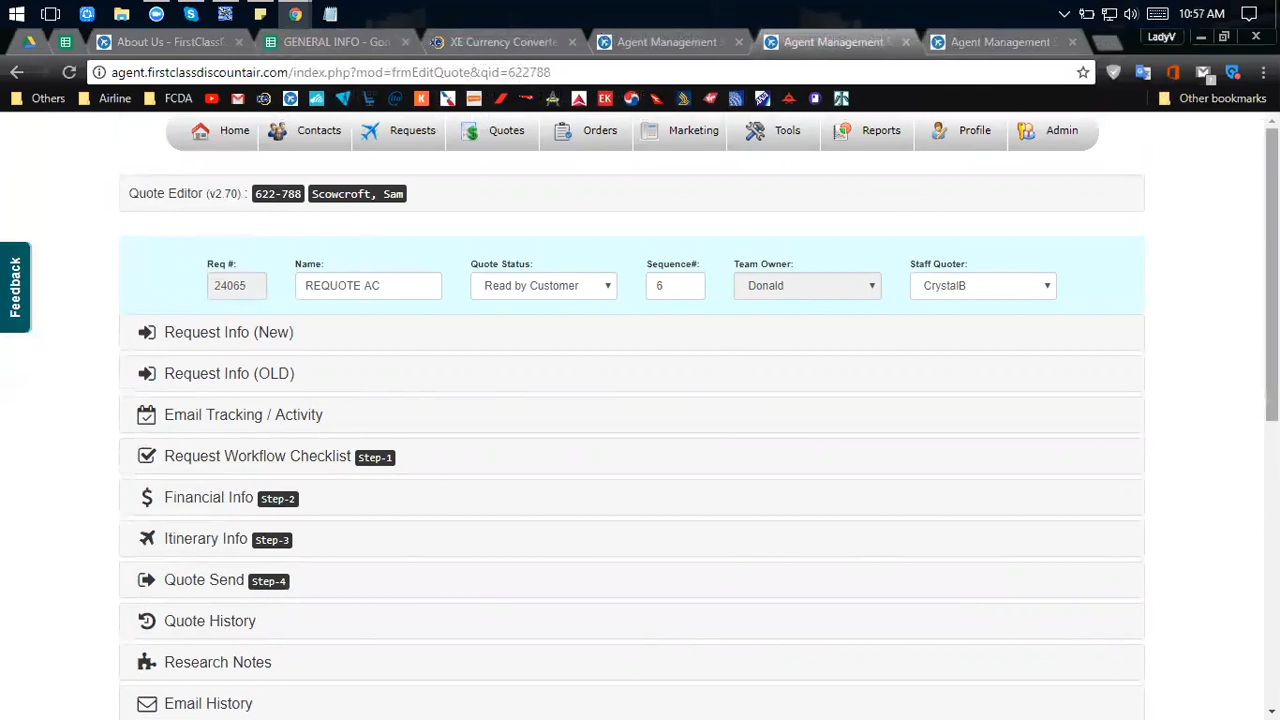 10:57 AM
About Us - FirstClassD
GENERAL INFO - Goo
XE Currency Converte
Agent Management
Agent Management
Agent Management
LadyV
agent.firstclassdiscountair.com/index.php?mod=frmEditQuote&qid=622788
Others
Airline
FCDA
Other bookmarks
Home
Contacts
Requests
Quotes
Orders
Marketing
Tools
Reports
Profile
Admin
Quote Editor (v2.70) : 622-788 Scowcroft, Sam
Feedback
Req #: Name: Quote Status: Sequence#: Team Owner: Staff Quoter:
24065 REQUOTE AC Read by Customer 6 Donald CrystalB
Request Info (New)
Request Info (OLD)
Email Tracking / Activity
Request Workflow Checklist Step-1
Financial Info Step-2
Itinerary Info Step-3
Quote Send Step-4
Quote History
Research Notes
Email History